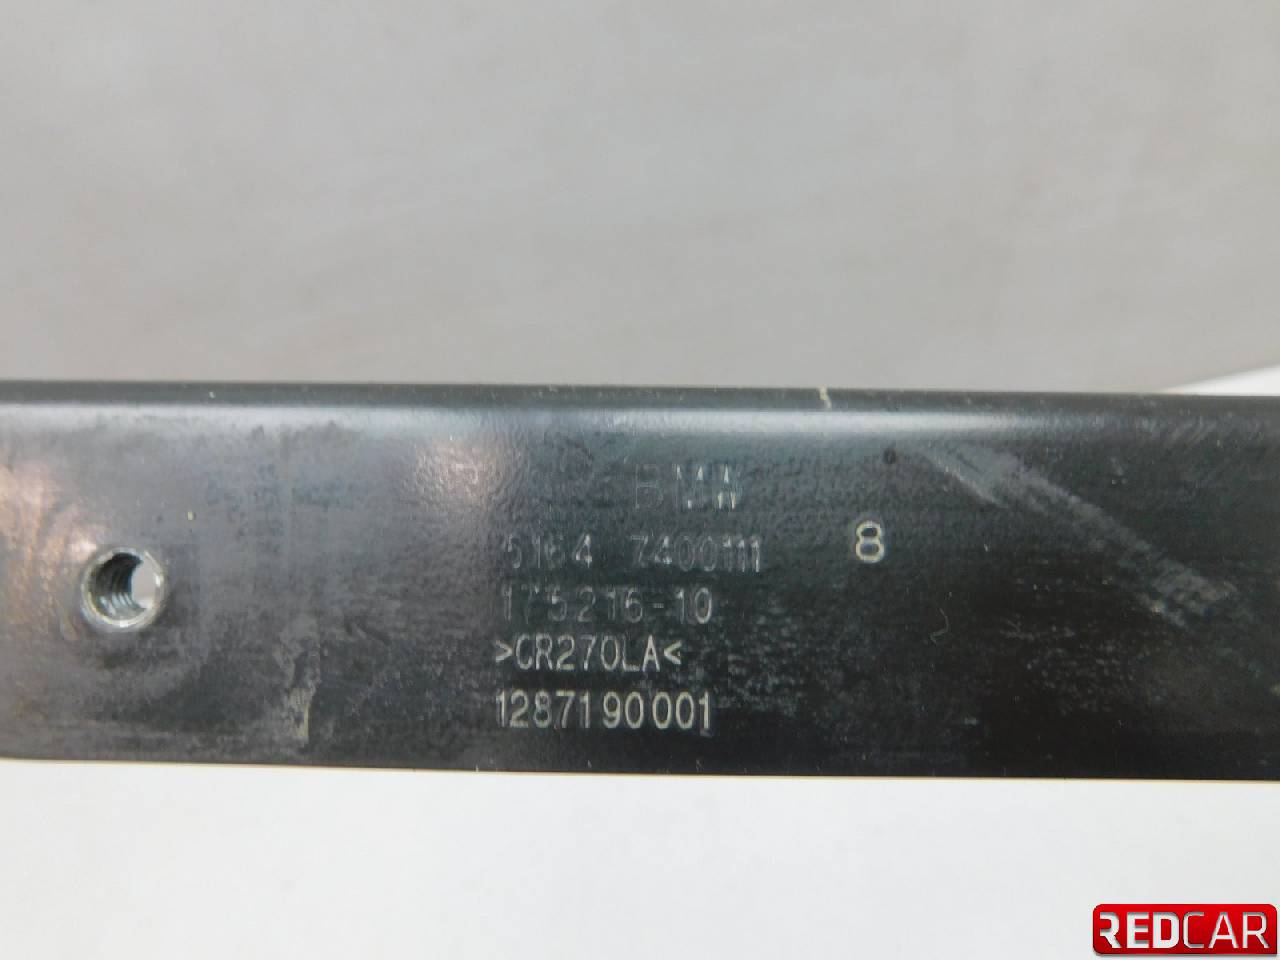 BMW
5164 7400111
8
175216-10
>CR270LA<
1287190001
REDCAR